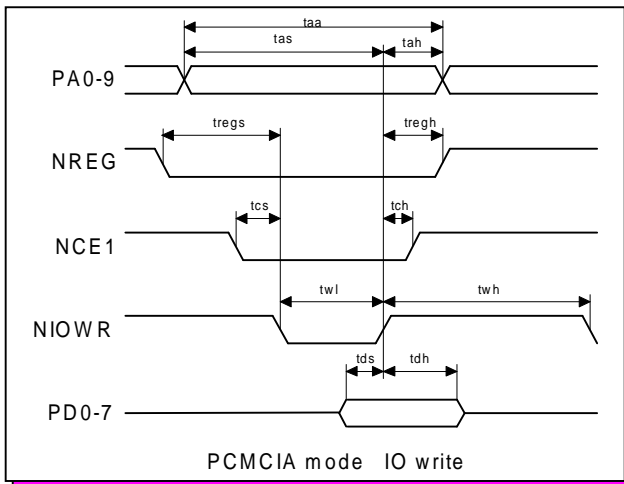 taa
tas tah
PA0-9
tregs tregh
NREG
tcs tch
NCE1
twl twh
NIOWR
tds tdh
PD0-7
PCMCIA mode IO write